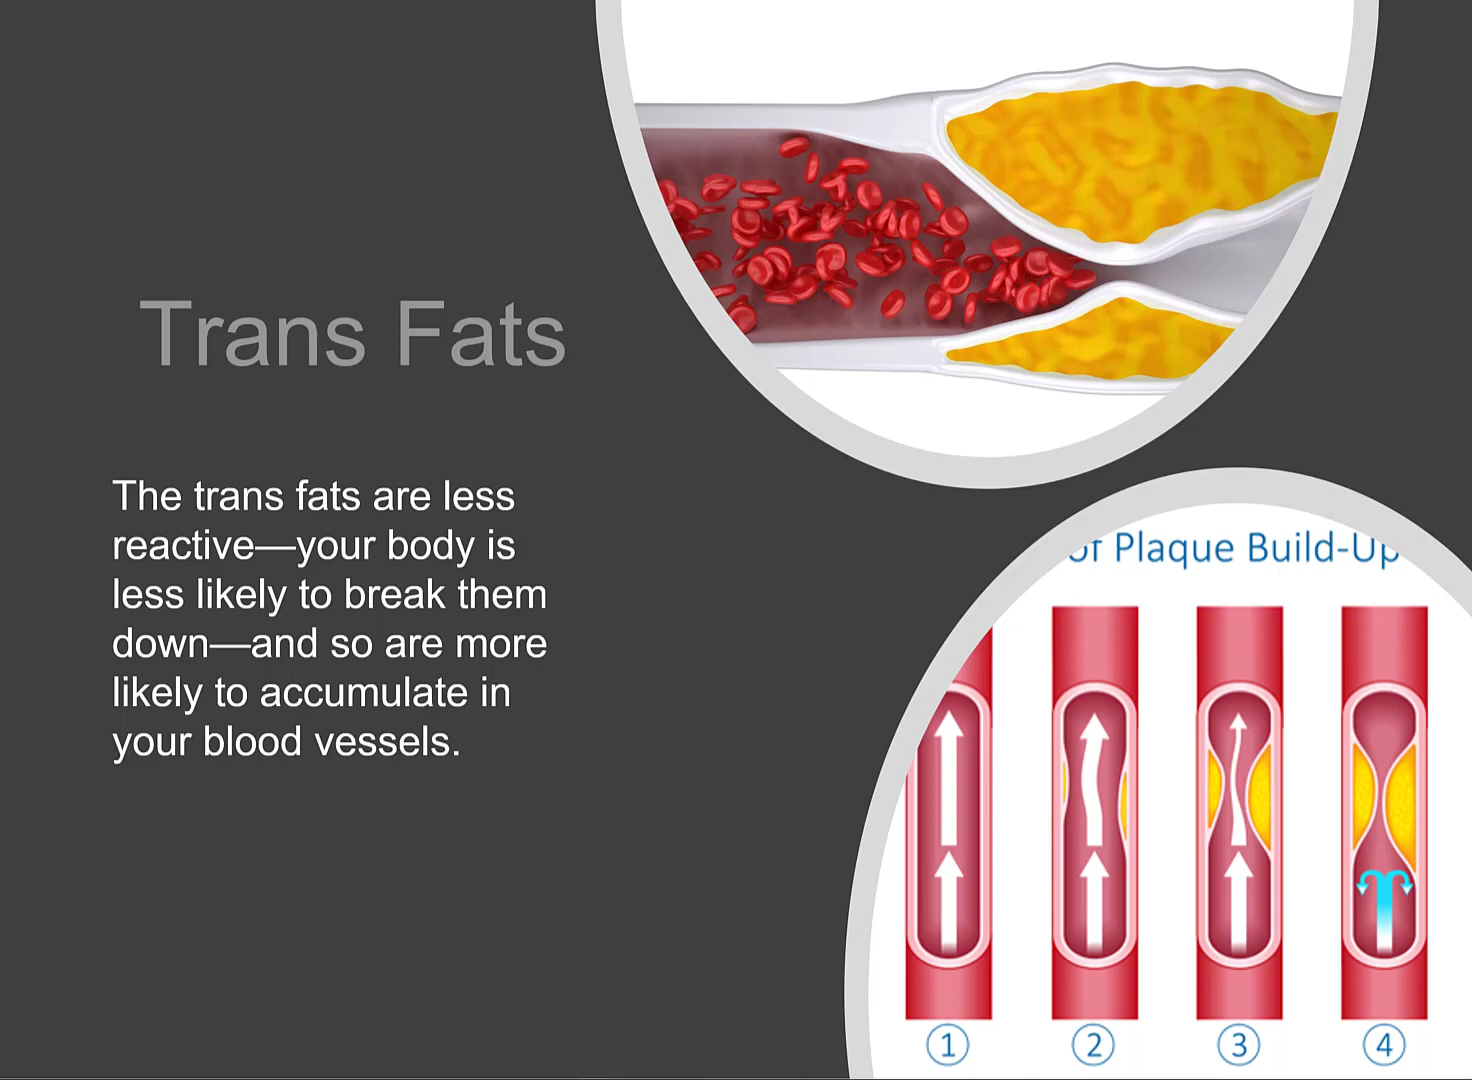 Trans Fats
The trans fats are less
reactive—your body is
less likely to break them
down—and so are more
likely to accumulate in
your blood vessels.
of Plaque Build-Up
1 2 3 4